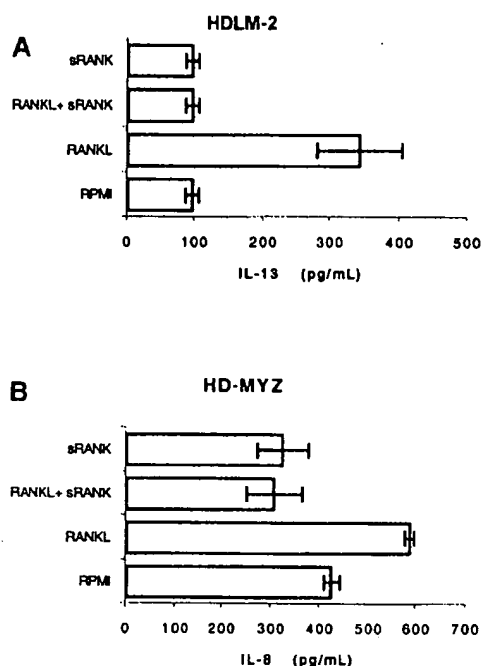 HDLM-2
A
sRANK
RANKL+ sRANK
RANKL
RPMI
0 100 200 300 400 500
IL-13 (pg/mL)
HD-MYZ
B
sRANK
RANKL+ sRANK
RANKL
RPMI
0 100 200 300 400 500 600 700
IL-8 (pg/mL)